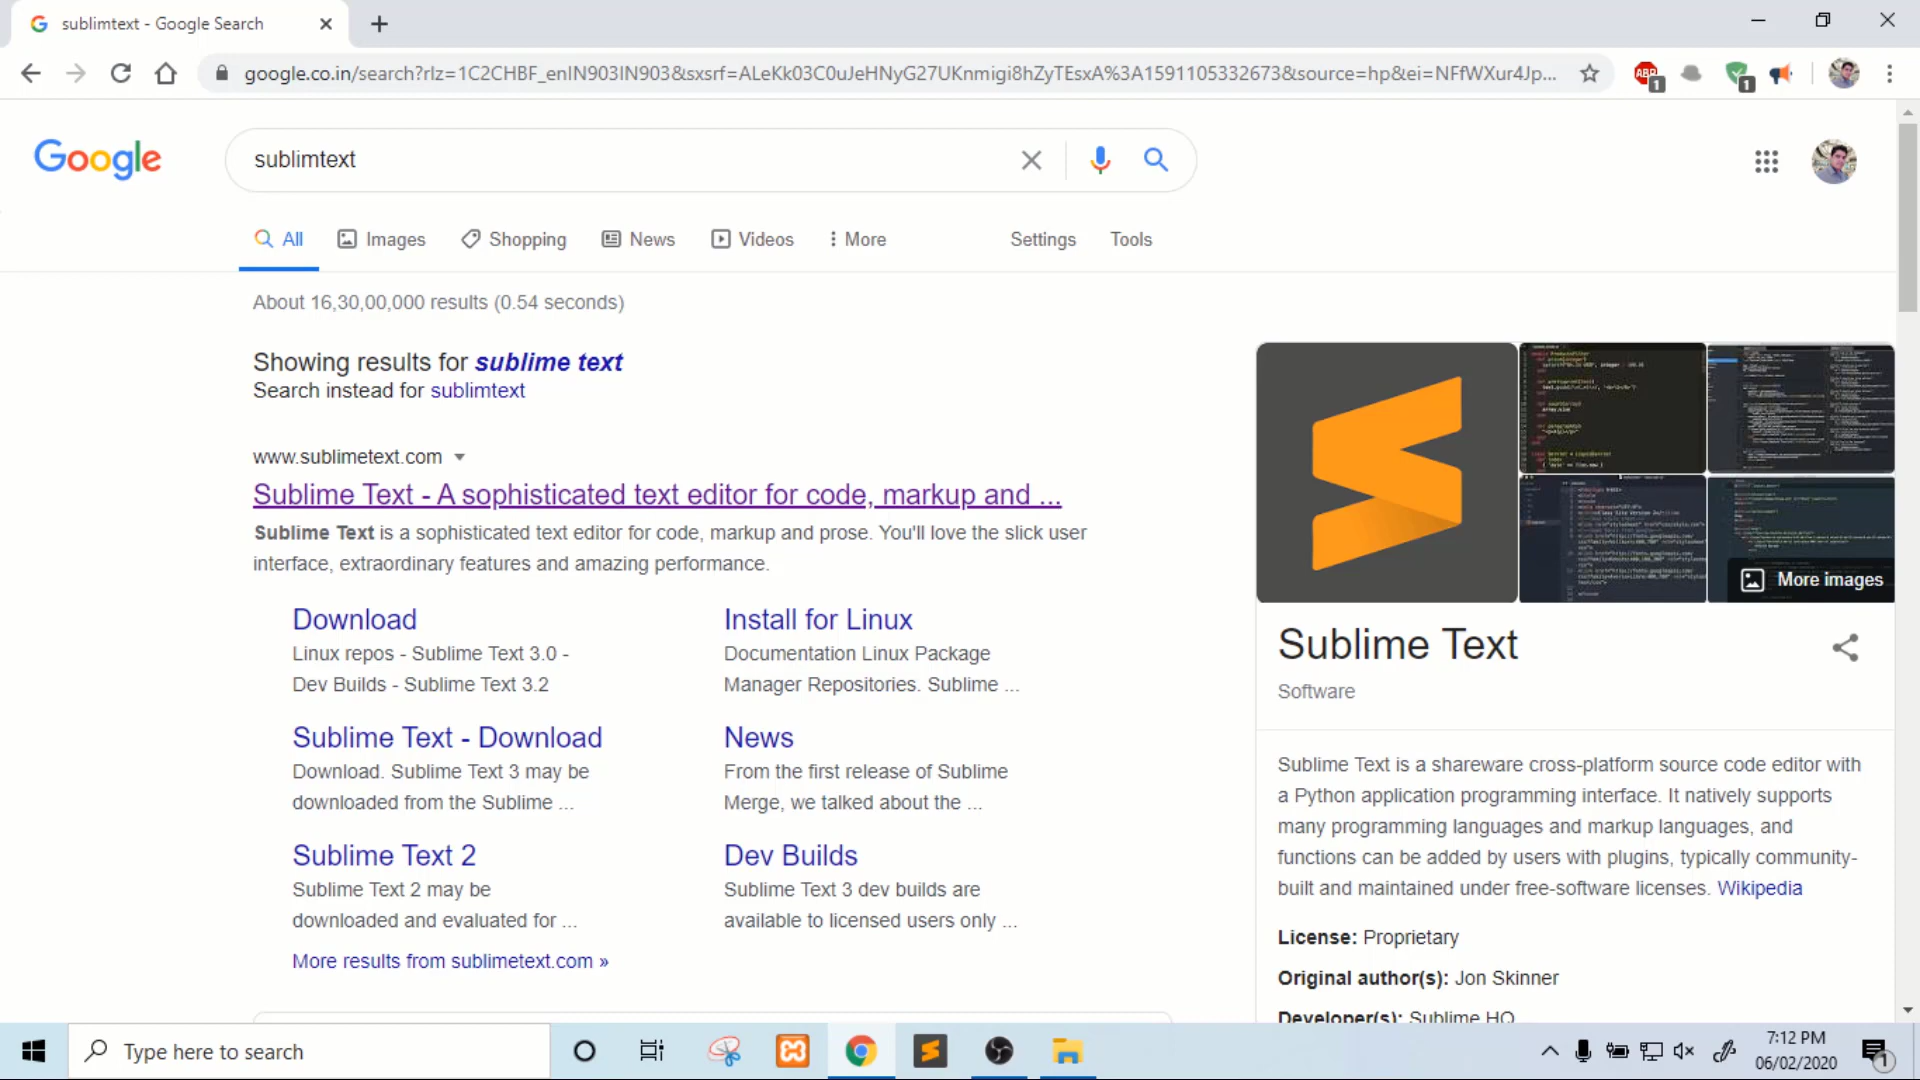 sublimtext - Google Search
google.co.in/search?rlz=1C2CHBF_enIN903IN903&sxsrf=ALeKk03C0uJeHNyG27UKnmigi8hZyTEsxA%3A1591105332673&source=hp&ei=NFfWXur4Jp...
ABP
1
1
Google
sublimtext
All
Images
Shopping
News
Videos
More
Settings
Tools
About 16,30,00,000 results (0.54 seconds)
Showing results for sublime text
Search instead for sublimtext
www.sublimetext.com
Sublime Text - A sophisticated text editor for code, markup and ...
Sublime Text is a sophisticated text editor for code, markup and prose. You'll love the slick user
interface, extraordinary features and amazing performance.
Download
Linux repos - Sublime Text 3.0 -
Dev Builds - Sublime Text 3.2
Install for Linux
Documentation Linux Package
Manager Repositories. Sublime ...
Sublime Text - Download
Download. Sublime Text 3 may be
downloaded from the Sublime ...
News
From the first release of Sublime
Merge, we talked about the ...
Sublime Text 2
Sublime Text 2 may be
downloaded and evaluated for ...
Dev Builds
Sublime Text 3 dev builds are
available to licensed users only ...
More results from sublimetext.com »
More images
Sublime Text
Software
Sublime Text is a shareware cross-platform source code editor with
a Python application programming interface. It natively supports
many programming languages and markup languages, and
functions can be added by users with plugins, typically community-
built and maintained under free-software licenses. Wikipedia
License: Proprietary
Original author(s): Jon Skinner
Developer(s): Sublime HQ
Type here to search
7:12 PM
06/02/2020
1